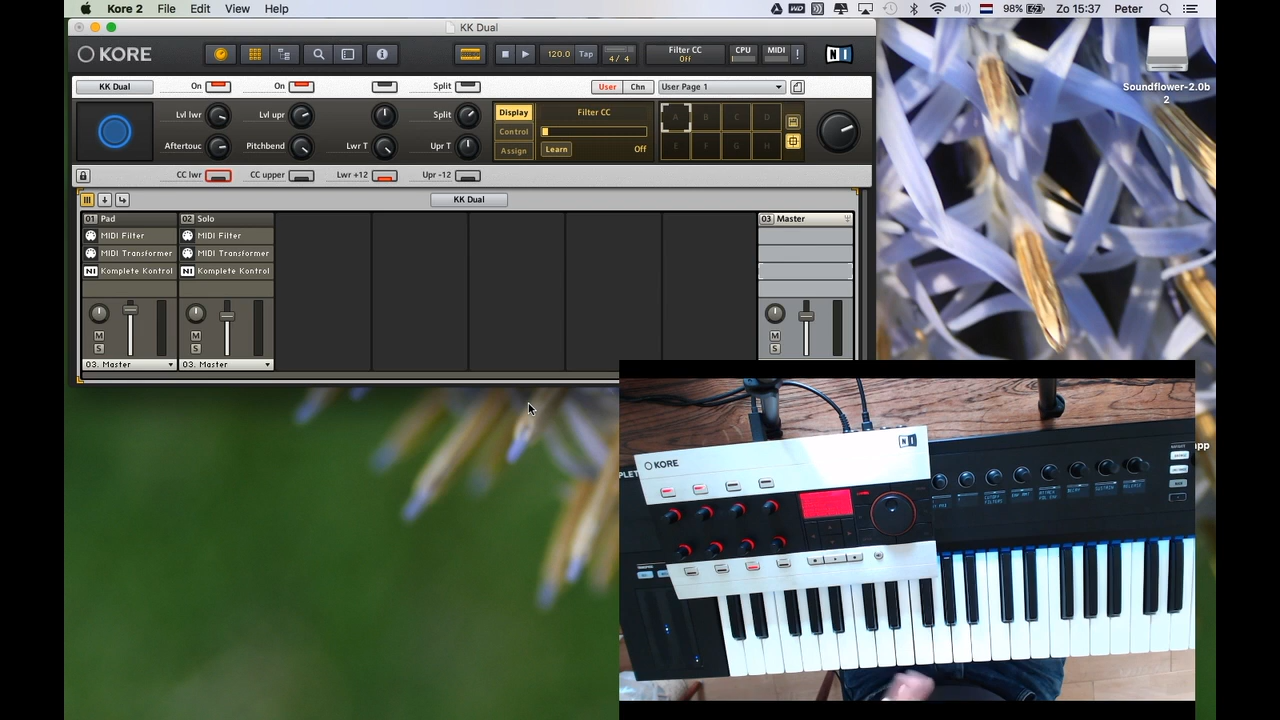 Kore 2 File Edit View Help 98% Zo 15:37 Peter
KK Dual
KORE 120.0 Tap 4 / 4 Filter CC Off CPU MIDI ! NI
KK Dual On On Split User Chn User Page 1
Lvl lwr Lvl upr Split Display Filter CC A B C D
Control
Aftertouc Pitchbend Lwr T Upr T Assign Learn Off E F G H
CC lwr CC upper Lwr +12 Upr -12
KK Dual
01 Pad 02 Solo 03 Master
MIDI Filter MIDI Filter
MIDI Transformer MIDI Transformer
NI Komplete Kontrol NI Komplete Kontrol
M M M
S S S
03. Master 03. Master
Soundflower-2.0b
2
KORE NI